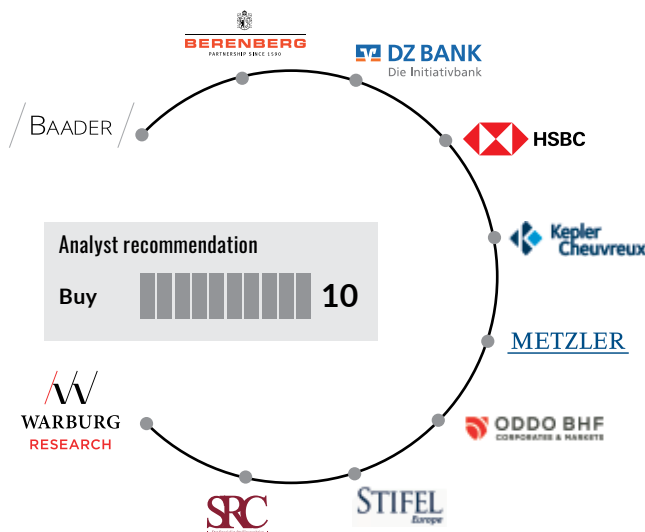 BERENBERG
PARTNERSHIP SINCE 1590
DZ BANK
Die Initiativbank
BAADER
HSBC
Kepler
Cheuvreux
Analyst recommendation
Buy 10
METZLER
WARBURG
RESEARCH
ODDO BHF
CORPORATES & MARKETS
STIFEL
Europe
SRC